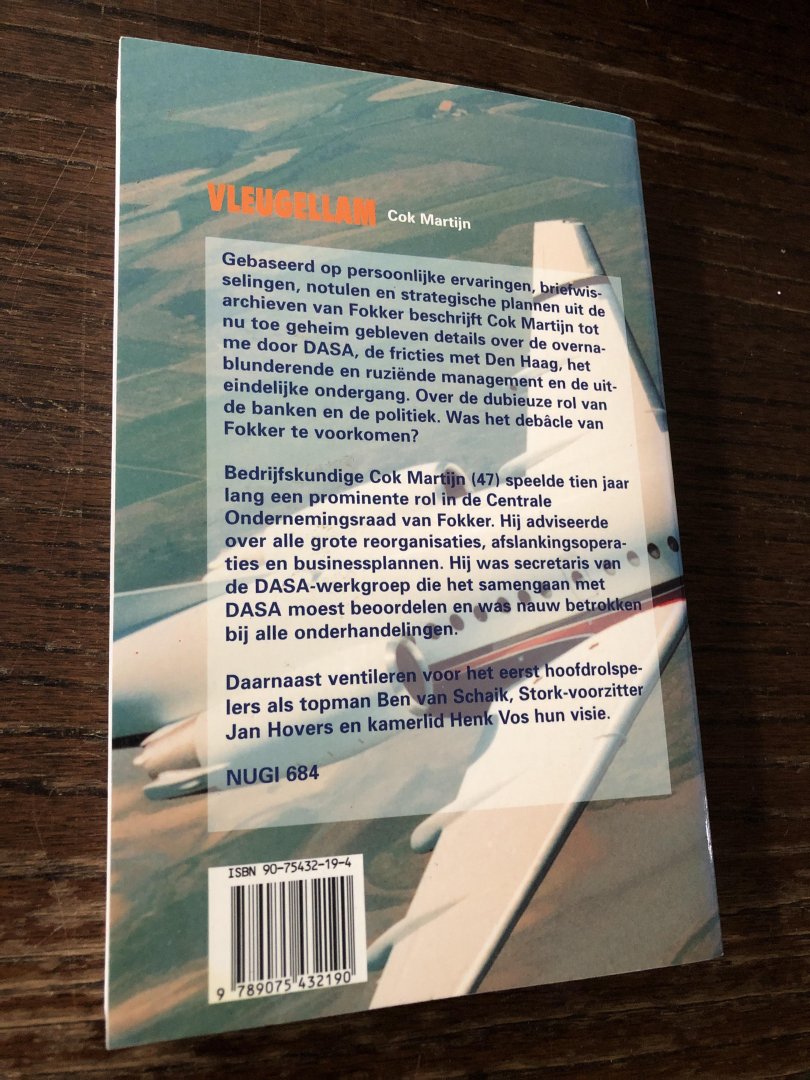 VLEUGELLAM Cok Martijn
Gebaseerd op persoonlijke ervaringen, briefwis-
selingen, notulen en strategische plannen uit de
archieven van Fokker beschrijft Cok Martijn tot
nu toe geheim gebleven details over de overna-
me door DASA, de fricties met Den Haag, het
blunderende en ruziënde management en de uit-
eindelijke ondergang. Over de dubieuze rol van
de banken en de politiek. Was het debâcle van
Fokker te voorkomen?
Bedrijfskundige Cok Martijn (47) speelde tien jaar
lang een prominente rol in de Centrale
Ondernemingsraad van Fokker. Hij adviseerde
over alle grote reorganisaties, afslankingsopera-
ties en businessplannen. Hij was secretaris van
de DASA-werkgroep die het samengaan met
DASA moest beoordelen en was nauw betrokken
bij alle onderhandelingen.
Daarnaast ventileren voor het eerst hoofdrolspe-
lers als topman Ben van Schaik, Stork-voorzitter
Jan Hovers en kamerlid Henk Vos hun visie.
NUGI 684
ISBN 90-75432-19-4
9 789075 432190